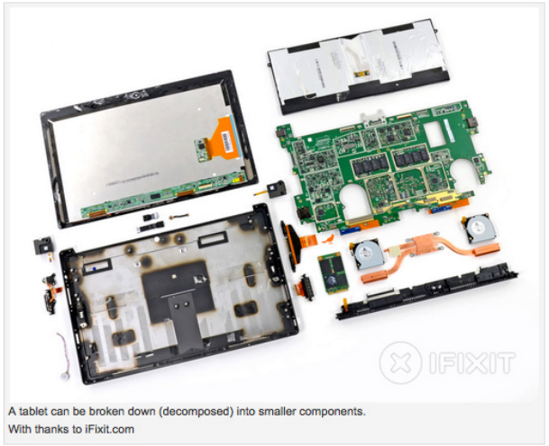 IFIXIT
A tablet can be broken down (decomposed) into smaller components.
With thanks to iFixit.com